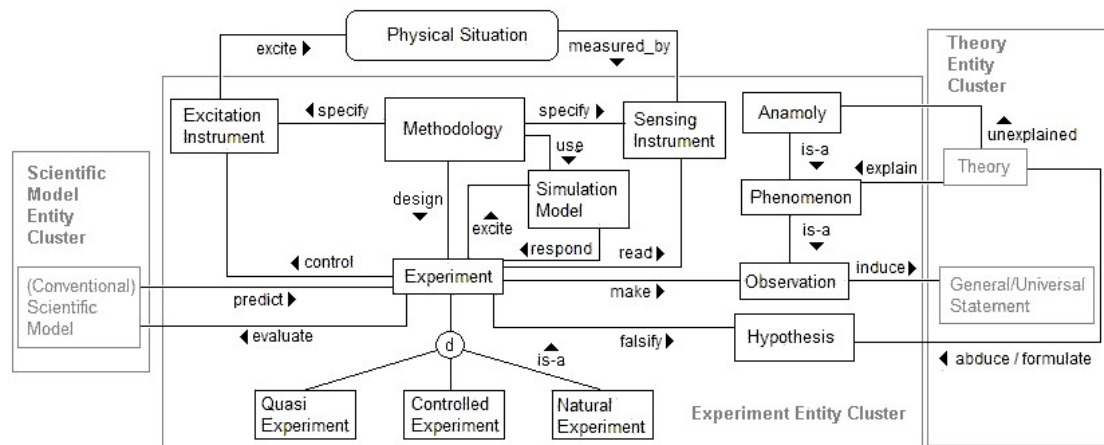 Physical Situation
excite
measured_by
Theory
Entity
Cluster
Excitation
Instrument
specify
Methodology
specify
Sensing
Instrument
Anamoly
unexplained
is-a
Theory
explain
Scientific
Model
Entity
Cluster
use
Simulation
Model
design
Phenomenon
excite
is-a
respond
read
control
Experiment
Observation
induce
General/Universal
Statement
(Conventional)
Scientific
Model
predict
make
evaluate
falsify
Hypothesis
abduce / formulate
d
is-a
Quasi
Experiment
Controlled
Experiment
Natural
Experiment
Experiment Entity Cluster